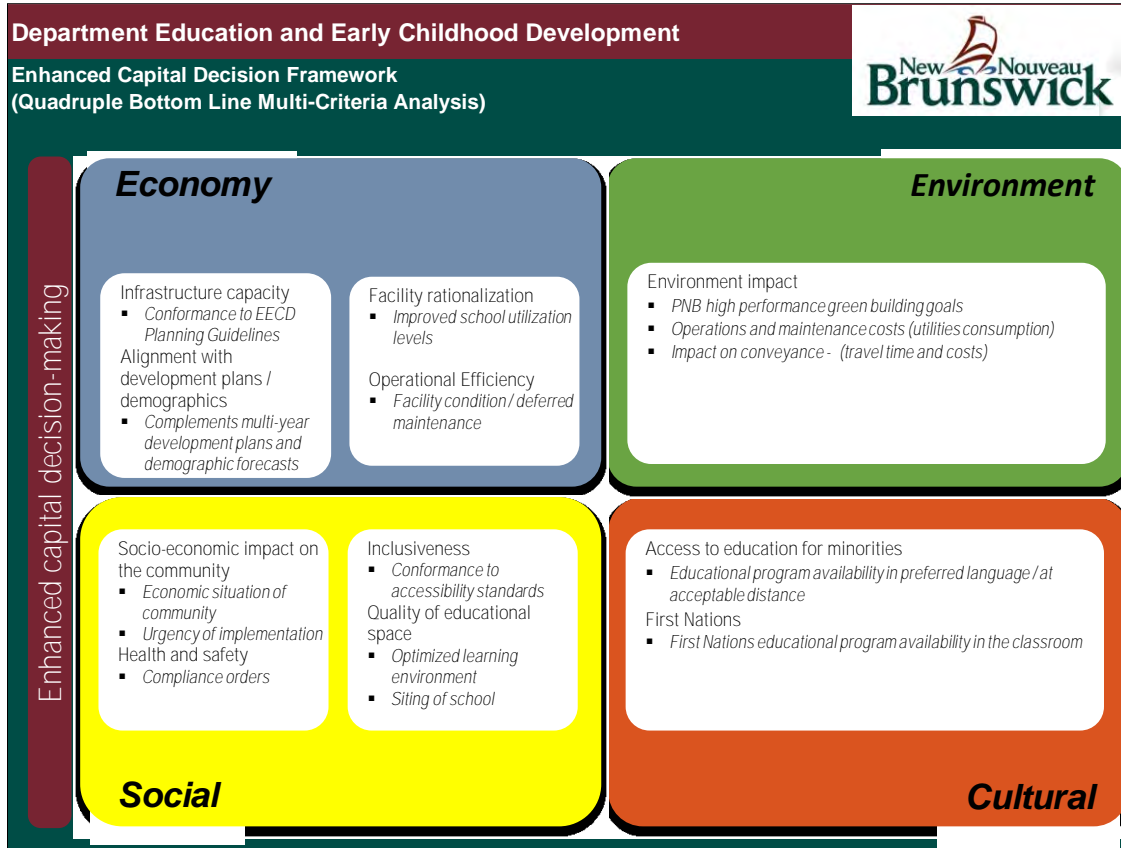 Department Education and Early Childhood Development
Enhanced Capital Decision Framework
(Quadruple Bottom Line Multi-Criteria Analysis)
New Nouveau
Brunswick
Enhanced capital decision-making
Economy
Infrastructure capacity
▪ Conformance to EECD
Planning Guidelines
Alignment with
development plans /
demographics
▪ Complements multi-year
development plans and
demographic forecasts
Facility rationalization
▪ Improved school utilization
levels
Operational Efficiency
▪ Facility condition / deferred
maintenance
Environment
Environment impact
▪ PNB high performance green building goals
▪ Operations and maintenance costs (utilities consumption)
▪ Impact on conveyance - (travel time and costs)
Socio-economic impact on
the community
▪ Economic situation of
community
▪ Urgency of implementation
Health and safety
▪ Compliance orders
Inclusiveness
▪ Conformance to
accessibility standards
Quality of educational
space
▪ Optimized learning
environment
▪ Siting of school
Social
Access to education for minorities
▪ Educational program availability in preferred language / at
acceptable distance
First Nations
▪ First Nations educational program availability in the classroom
Cultural